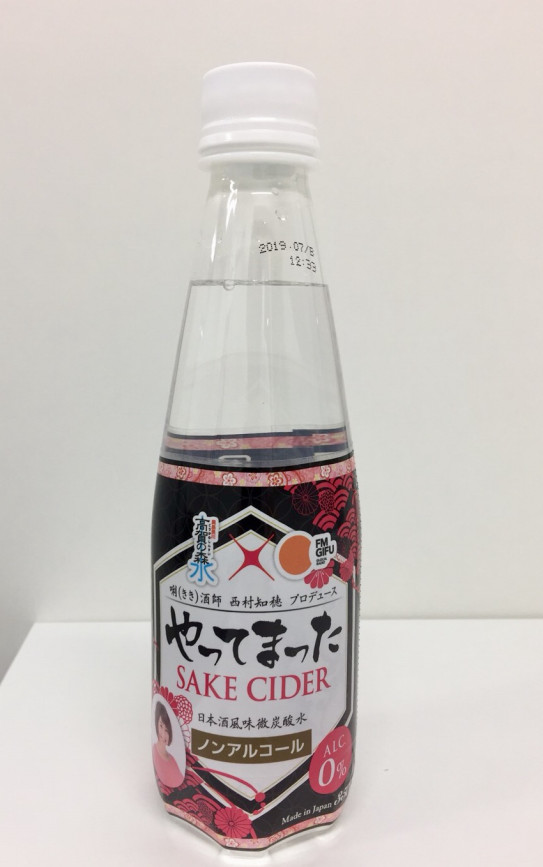 2019.07/8
12:39
高賀の森
水
FM
GIFU
唎(きき)酒師 西村知穂 プロデュース
やってまった
SAKE CIDER
日本酒風味微炭酸水
ノンアルコール
ALC.
0%
Made in Japan